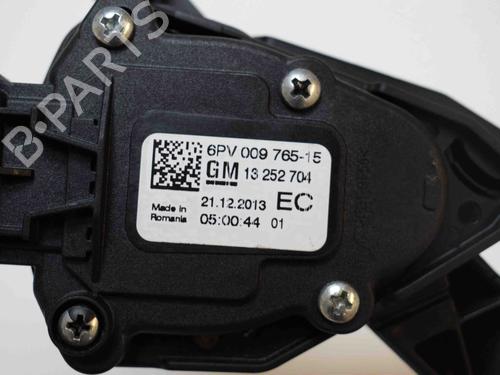 B-PARTS
6PV 009 765-15
GM 13 252 704
Made in
Romania
21.12.2013 EC
05:00:44 01